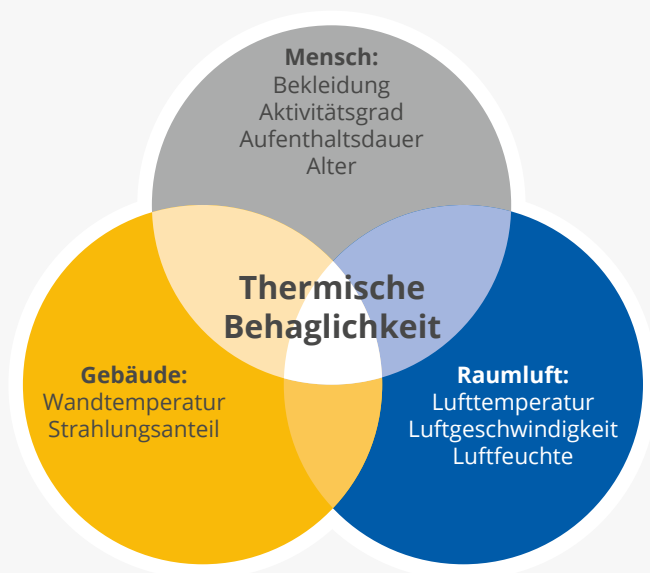 Mensch:
Bekleidung
Aktivitätsgrad
Aufenthaltsdauer
Alter
Thermische
Behaglichkeit
Gebäude:
Wandtemperatur
Strahlungsanteil
Raumluft:
Lufttemperatur
Luftgeschwindigkeit
Luftfeuchte